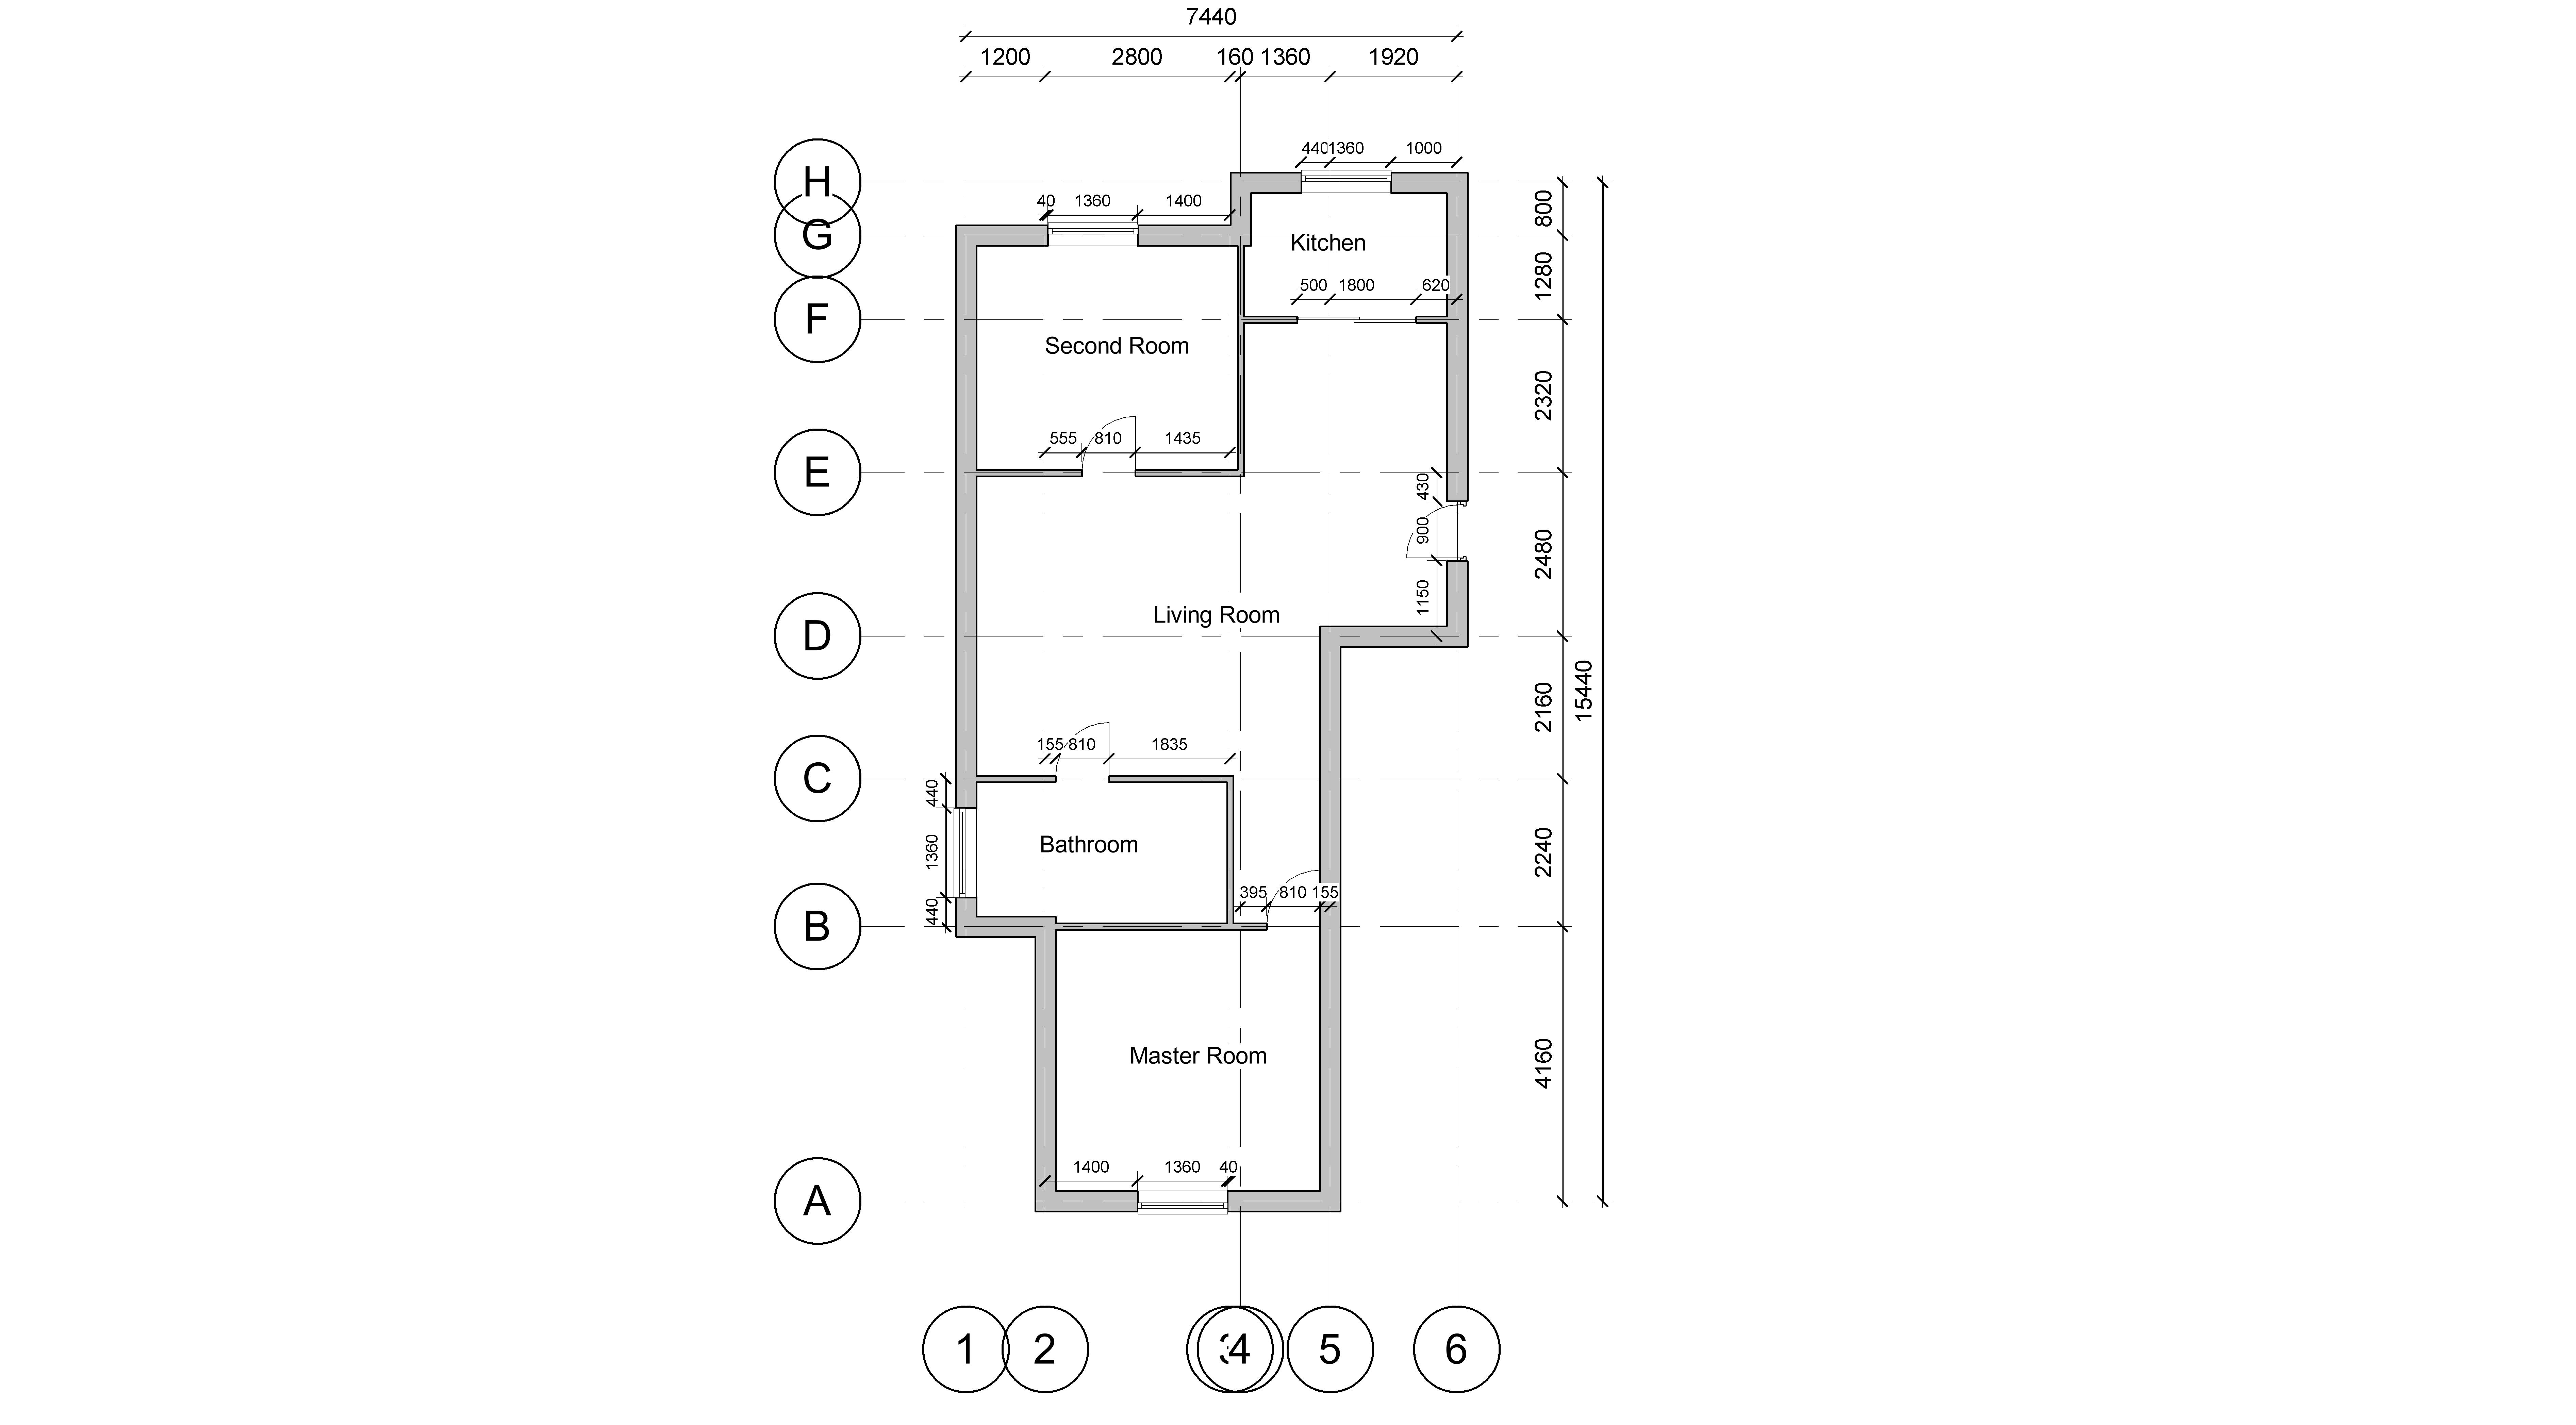 7440
1200 2800 160 1360 1920
440 1360 1000
H
40 1360 1400
800
G
Kitchen
1280
500 1800 620
F
Second Room
2320
555 810 1435
E
430
900
2480
1150
Living Room
D
2160
15440
155 810 1835
C
440
1360
Bathroom
2240
395 810 155
440
B
Master Room
4160
1400 1360 40
A
1 2 4 5 6